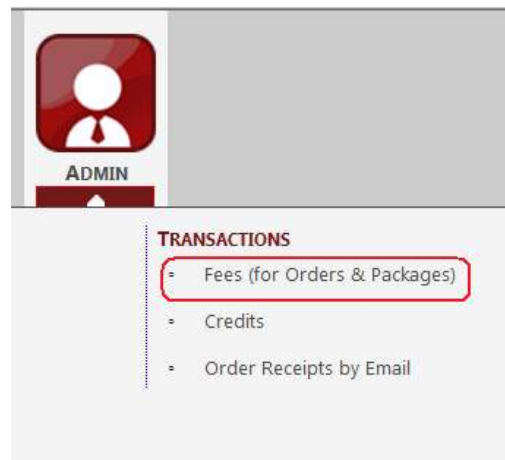 ADMIN
TRANSACTIONS
Fees (for Orders & Packages)
Credits
Order Receipts by Email